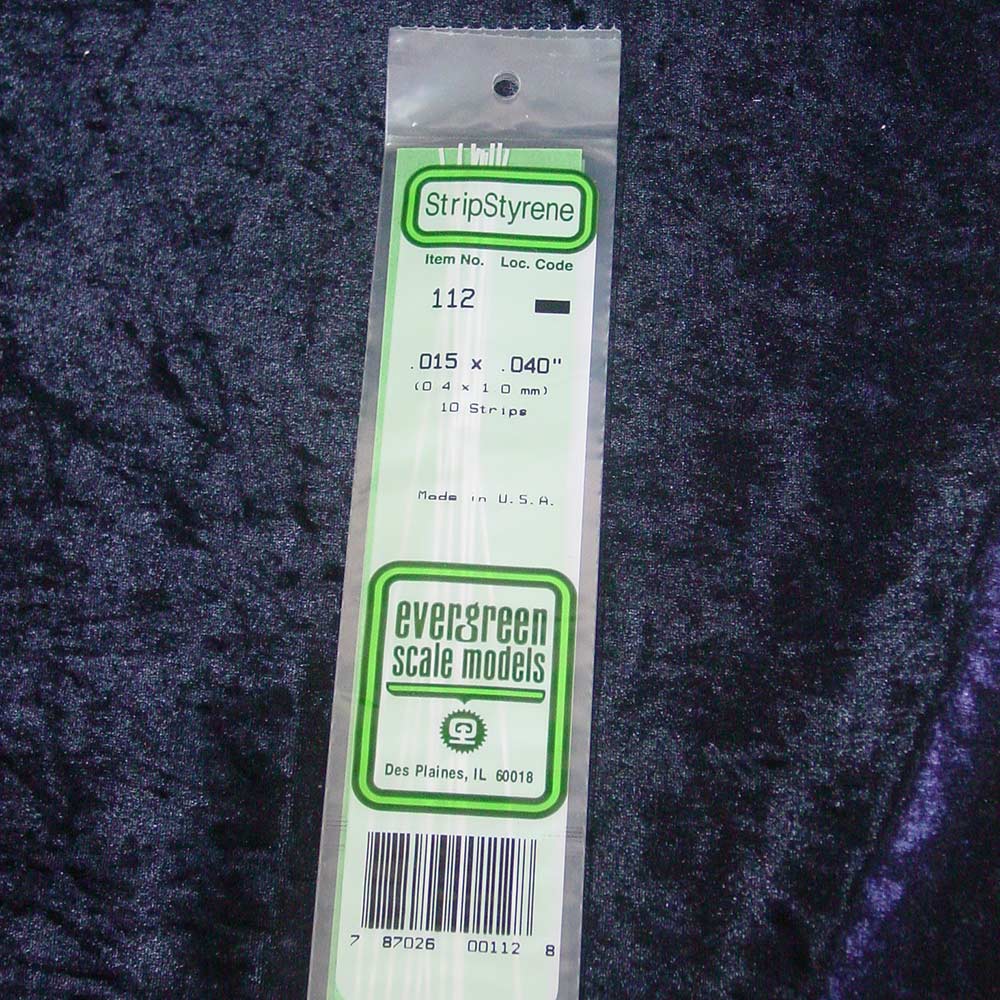 StripStyrene
Item No. Loc. Code
112
.015 x .040"
(0.4 x 1.0 mm)
10 Strips
Made in U.S.A.
evergreen
scale models
Des Plaines, IL 60018
7 87026 00112 8